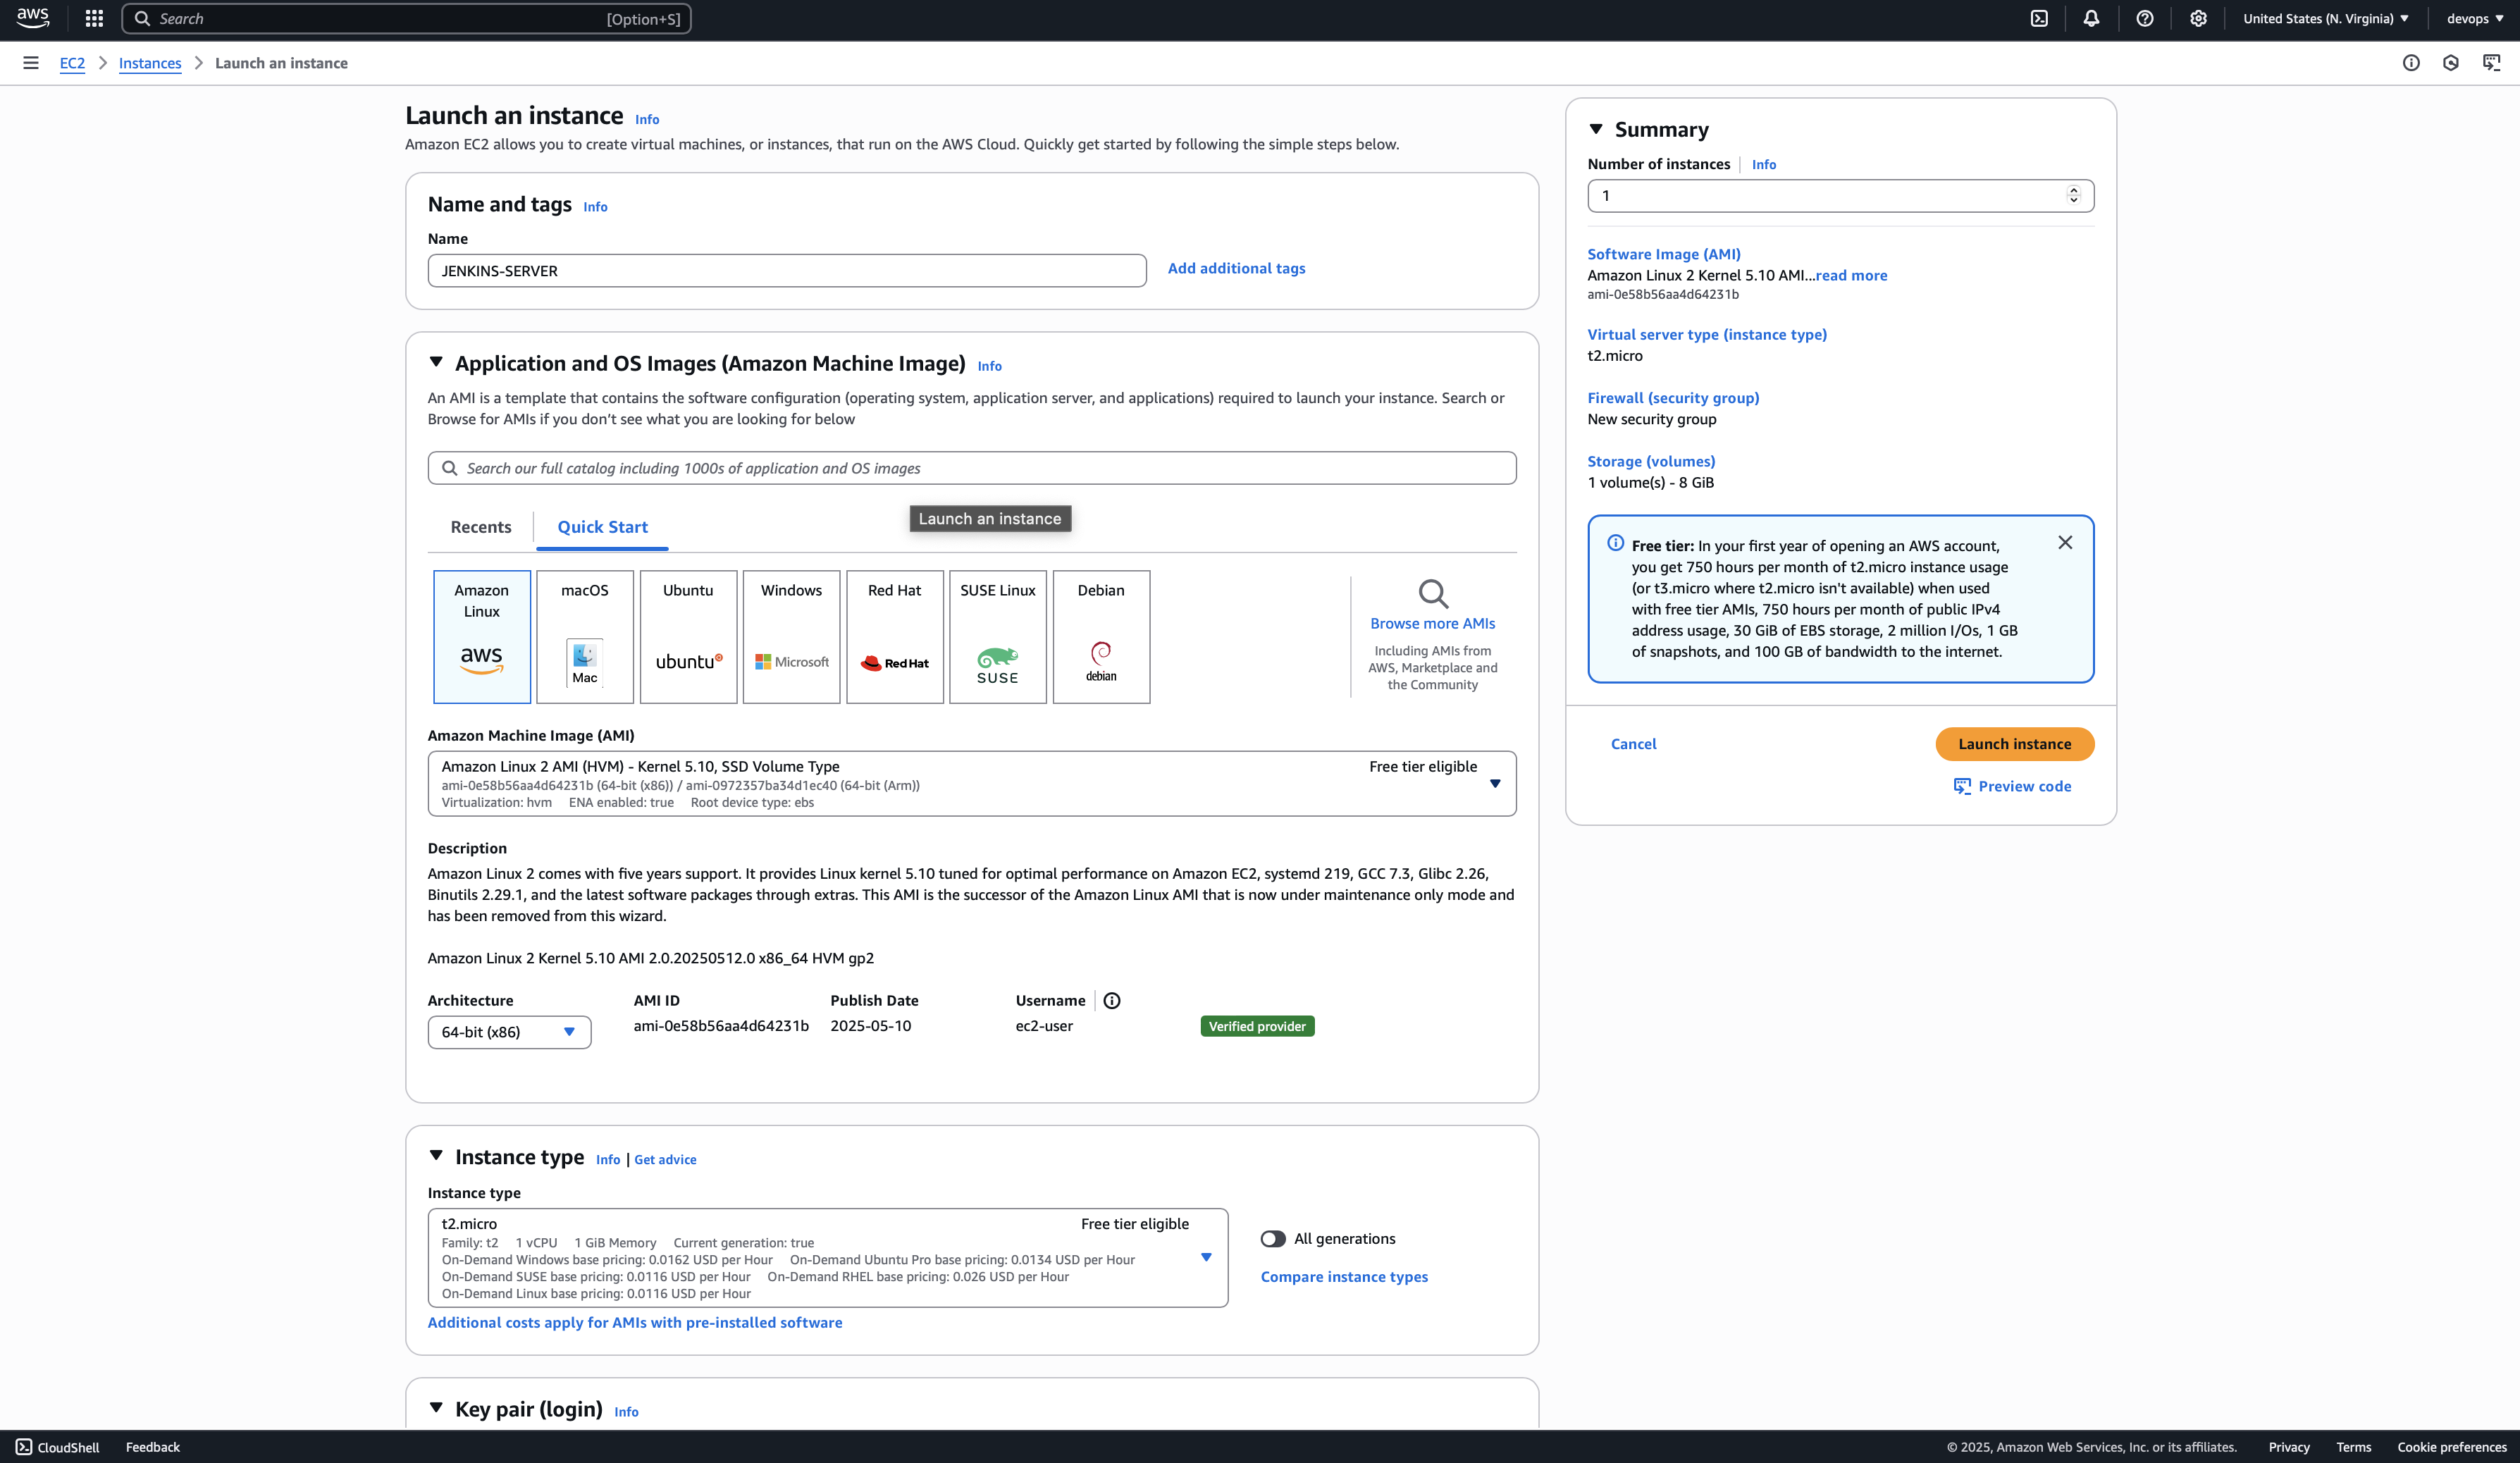 aws
Search [Option+S]
United States (N. Virginia)
devops
EC2
Instances
Launch an instance
Launch an instance Info
Amazon EC2 allows you to create virtual machines, or instances, that run on the AWS Cloud. Quickly get started by following the simple steps below.
Name and tags Info
Name
JENKINS-SERVER
Add additional tags
Application and OS Images (Amazon Machine Image) Info
An AMI is a template that contains the software configuration (operating system, application server, and applications) required to launch your instance. Search or
Browse for AMIs if you don’t see what you are looking for below
Search our full catalog including 1000s of application and OS images
Recents
Quick Start
Launch an instance
Amazon
Linux
aws
macOS
Mac
Ubuntu
ubuntu
Windows
Microsoft
Red Hat
Red Hat
SUSE Linux
SUSE
Debian
debian
Browse more AMIs
Including AMIs from
AWS, Marketplace and
the Community
Amazon Machine Image (AMI)
Amazon Linux 2 AMI (HVM) - Kernel 5.10, SSD Volume Type
Free tier eligible
ami-0e58b56aa4d64231b (64-bit (x86)) / ami-0972357ba34d1ec40 (64-bit (Arm))
Virtualization: hvm ENA enabled: true Root device type: ebs
Description
Amazon Linux 2 comes with five years support. It provides Linux kernel 5.10 tuned for optimal performance on Amazon EC2, systemd 219, GCC 7.3, Glibc 2.26,
Binutils 2.29.1, and the latest software packages through extras. This AMI is the successor of the Amazon Linux AMI that is now under maintenance only mode and
has been removed from this wizard.
Amazon Linux 2 Kernel 5.10 AMI 2.0.20250512.0 x86_64 HVM gp2
Architecture
64-bit (x86)
AMI ID
ami-0e58b56aa4d64231b
Publish Date
2025-05-10
Username
ec2-user
Verified provider
Instance type Info | Get advice
Instance type
t2.micro
Free tier eligible
Family: t2 1 vCPU 1 GiB Memory Current generation: true
On-Demand Windows base pricing: 0.0162 USD per Hour On-Demand Ubuntu Pro base pricing: 0.0134 USD per Hour
On-Demand SUSE base pricing: 0.0116 USD per Hour On-Demand RHEL base pricing: 0.026 USD per Hour
On-Demand Linux base pricing: 0.0116 USD per Hour
All generations
Compare instance types
Additional costs apply for AMIs with pre-installed software
Key pair (login) Info
Summary
Number of instances Info
1
Software Image (AMI)
Amazon Linux 2 Kernel 5.10 AMI...read more
ami-0e58b56aa4d64231b
Virtual server type (instance type)
t2.micro
Firewall (security group)
New security group
Storage (volumes)
1 volume(s) - 8 GiB
Free tier: In your first year of opening an AWS account,
you get 750 hours per month of t2.micro instance usage
(or t3.micro where t2.micro isn't available) when used
with free tier AMIs, 750 hours per month of public IPv4
address usage, 30 GiB of EBS storage, 2 million I/Os, 1 GB
of snapshots, and 100 GB of bandwidth to the internet.
Cancel
Launch instance
Preview code
CloudShell
Feedback
© 2025, Amazon Web Services, Inc. or its affiliates.
Privacy
Terms
Cookie preferences